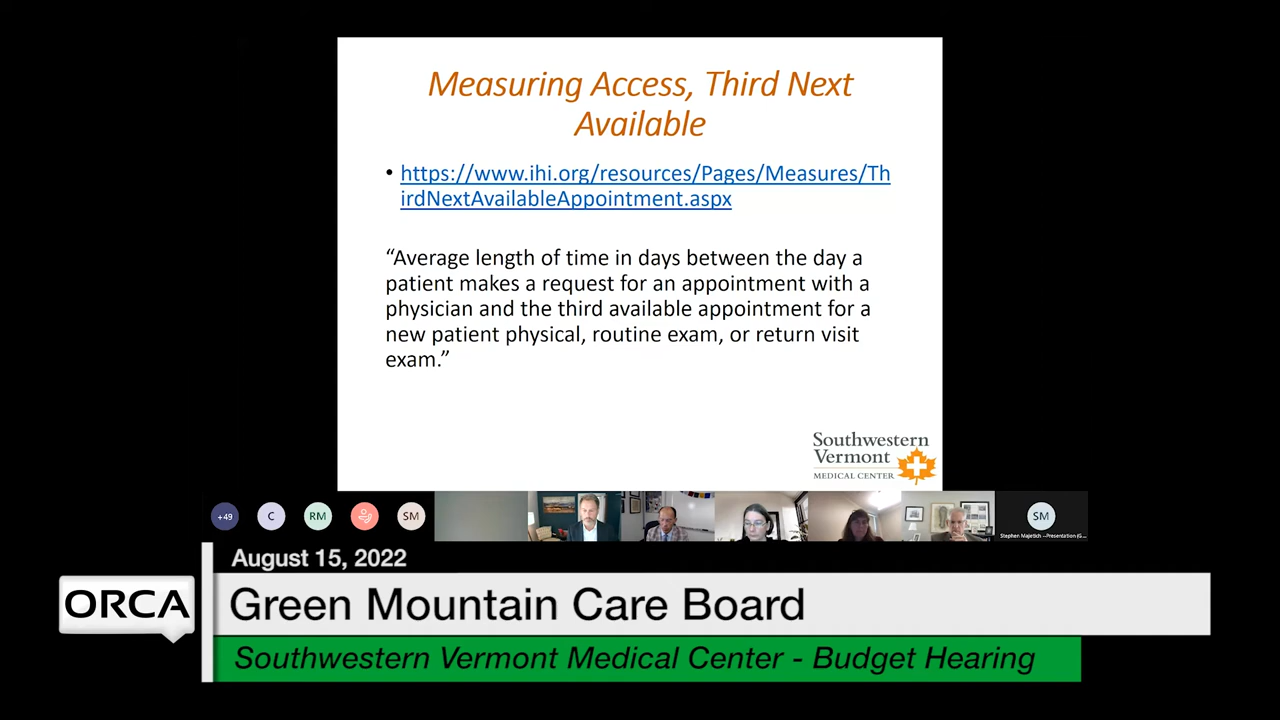 Measuring Access, Third Next
Available
• https://www.ihi.org/resources/Pages/Measures/Th
irdNextAvailableAppointment.aspx
“Average length of time in days between the day a
patient makes a request for an appointment with a
physician and the third available appointment for a
new patient physical, routine exam, or return visit
exam.”
Southwestern
Vermont
MEDICAL CENTER
+49 C RM SM SM
Stephen Majetich --Presentation (G...
August 15, 2022
ORCA
Green Mountain Care Board
Southwestern Vermont Medical Center - Budget Hearing